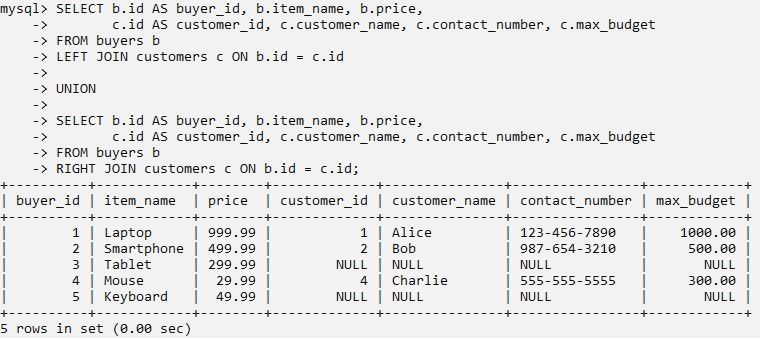 mysql> SELECT b.id AS buyer_id, b.item_name, b.price,
    ->        c.id AS customer_id, c.customer_name, c.contact_number, c.max_budget
    -> FROM buyers b
    -> LEFT JOIN customers c ON b.id = c.id
    ->
    -> UNION
    ->
    -> SELECT b.id AS buyer_id, b.item_name, b.price,
    ->        c.id AS customer_id, c.customer_name, c.contact_number, c.max_budget
    -> FROM buyers b
    -> RIGHT JOIN customers c ON b.id = c.id;
+----------+------------+--------+-------------+---------------+----------------+------------+
| buyer_id | item_name  | price  | customer_id | customer_name | contact_number | max_budget |
+----------+------------+--------+-------------+---------------+----------------+------------+
|        1 | Laptop     | 999.99 |           1 | Alice         | 123-456-7890   |    1000.00 |
|        2 | Smartphone | 499.99 |           2 | Bob           | 987-654-3210   |     500.00 |
|        3 | Tablet     | 299.99 |        NULL | NULL          | NULL           |       NULL |
|        4 | Mouse      |  29.99 |           4 | Charlie       | 555-555-5555   |     300.00 |
|        5 | Keyboard   |  49.99 |        NULL | NULL          | NULL           |       NULL |
+----------+------------+--------+-------------+---------------+----------------+------------+
5 rows in set (0.00 sec)